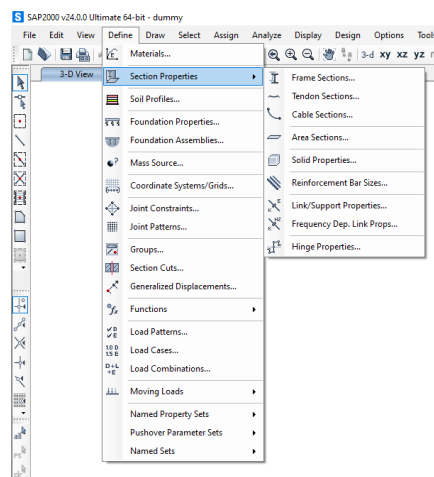 SAP2000 v24.0.0 Ultimate 64-bit - dummy
File Edit View Define Draw Select Assign Analyze Display Design Options Tool
3-d xy xz yz
3-D View
Materials...
Section Properties
Frame Sections...
Tendon Sections...
Cable Sections...
Area Sections...
Solid Properties...
Reinforcement Bar Sizes...
Link/Support Properties...
Frequency Dep. Link Props...
Hinge Properties...
Soil Profiles...
Foundation Properties...
Foundation Assemblies...
Mass Source...
Coordinate Systems/Grids...
Joint Constraints...
Joint Patterns...
Groups...
Section Cuts...
Generalized Displacements...
Functions
Load Patterns...
Load Cases...
Load Combinations...
Moving Loads
Named Property Sets
Pushover Parameter Sets
Named Sets